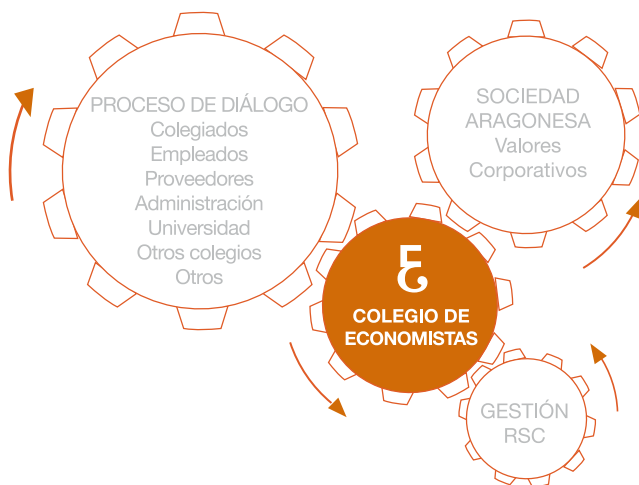 PROCESO DE DIÁLOGO
Colegiados
Empleados
Proveedores
Administración
Universidad
Otros colegios
Otros
SOCIEDAD
ARAGONESA
Valores
Corporativos
COLEGIO DE
ECONOMISTAS
GESTIÓN
RSC